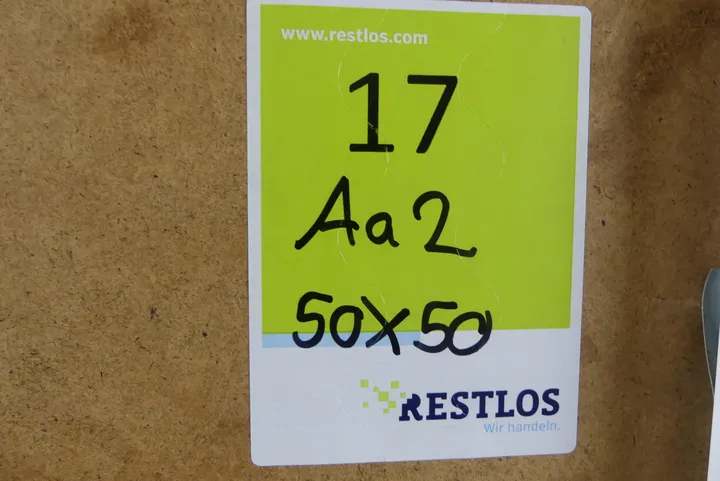 www.restlos.com
17
Aa2
50x50
RESTLOS
Wir handeln.